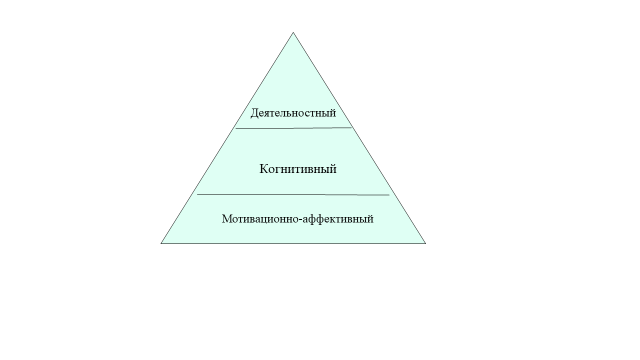 Деятельностный
Когнитивный
Мотивационно-аффективный